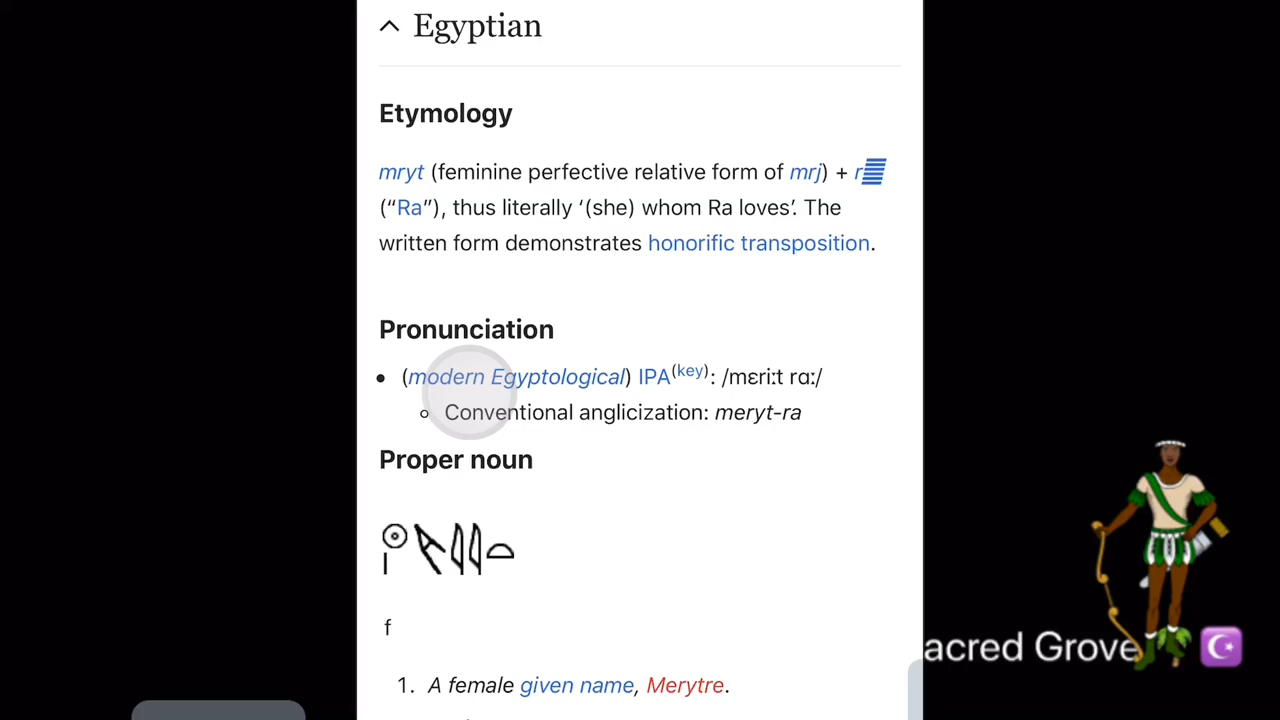 Egyptian
Etymology
mryt (feminine perfective relative form of mrj) + r
(“Ra”), thus literally ‘(she) whom Ra loves’. The
written form demonstrates honorific transposition.
Pronunciation
• (modern Egyptological) IPA(key): /mɛriːt rɑː/
◦ Conventional anglicization: meryt-ra
Proper noun
𓇳𓏤𓌻𓇋𓇋𓏏
f
1. A female given name, Merytre.
acred Grove